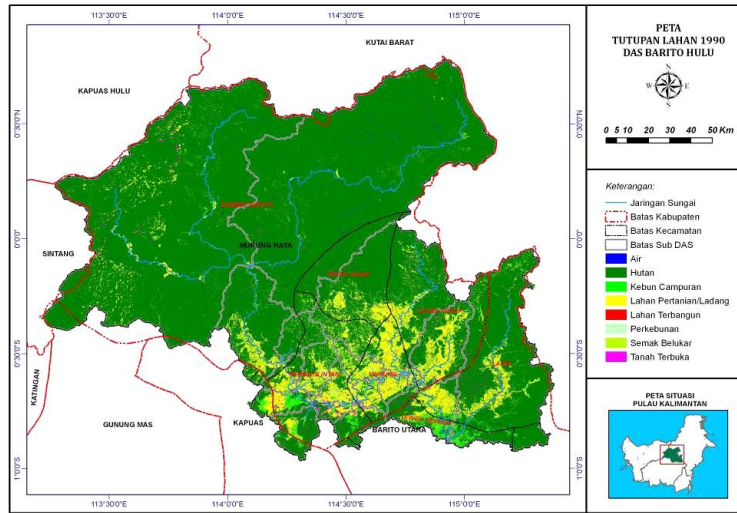 113°30'0"E
114°0'0"E
114°30'0"E
115°0'0"E
KUTAI BARAT
KAPUAS HULU
SINTANG
MURUNG RAYA
KATINGAN
GUNUNG MAS
KAPUAS
BARITO UTARA
0°30'0"N
0°0'0"
0°30'0"S
1°0'0"S
0°30'0"N
0°0'0"
0°30'0"S
1°0'0"S
113°30'0"E
114°0'0"E
114°30'0"E
115°0'0"E
PETA
TUTUPAN LAHAN 1990
DAS BARITO HULU
N
W E
S
0 5 10 20 30 40 50 Km
Keterangan:
Jaringan Sungai
Batas Kabupaten
Batas Kecamatan
Batas Sub DAS
Air
Hutan
Kebun Campuran
Lahan Pertanian/Ladang
Lahan Terbangun
Perkebunan
Semak Belukar
Tanah Terbuka
PETA SITUASI
PULAU KALIMANTAN